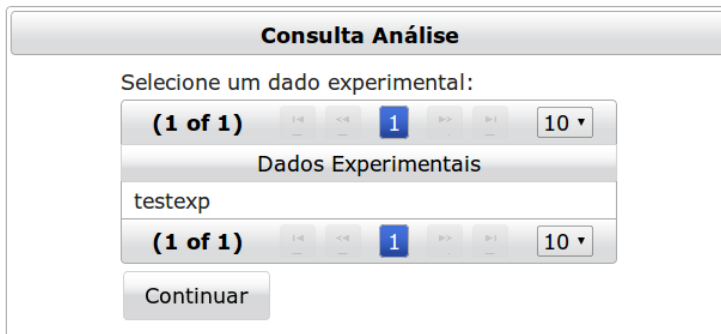 Consulta Análise
Selecione um dado experimental:
(1 of 1) 1 10
Dados Experimentais
testexp
(1 of 1) 1 10
Continuar